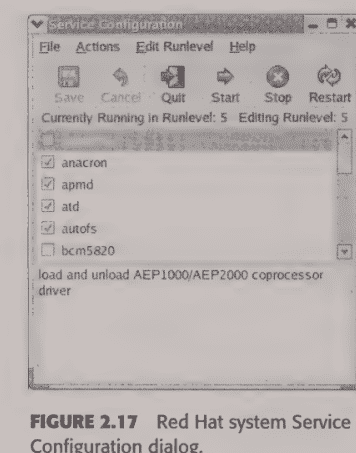 Service Configuration
File Actions Edit Runlevel Help
Save Cancel Quit Start Stop Restart
Currently Running in Runlevel: 5 Editing Runlevel: 5
anacron
apmd
atd
autofs
bcm5820
load and unload AEP1000/AEP2000 coprocessor
driver
FIGURE 2.17 Red Hat system Service
Configuration dialog.